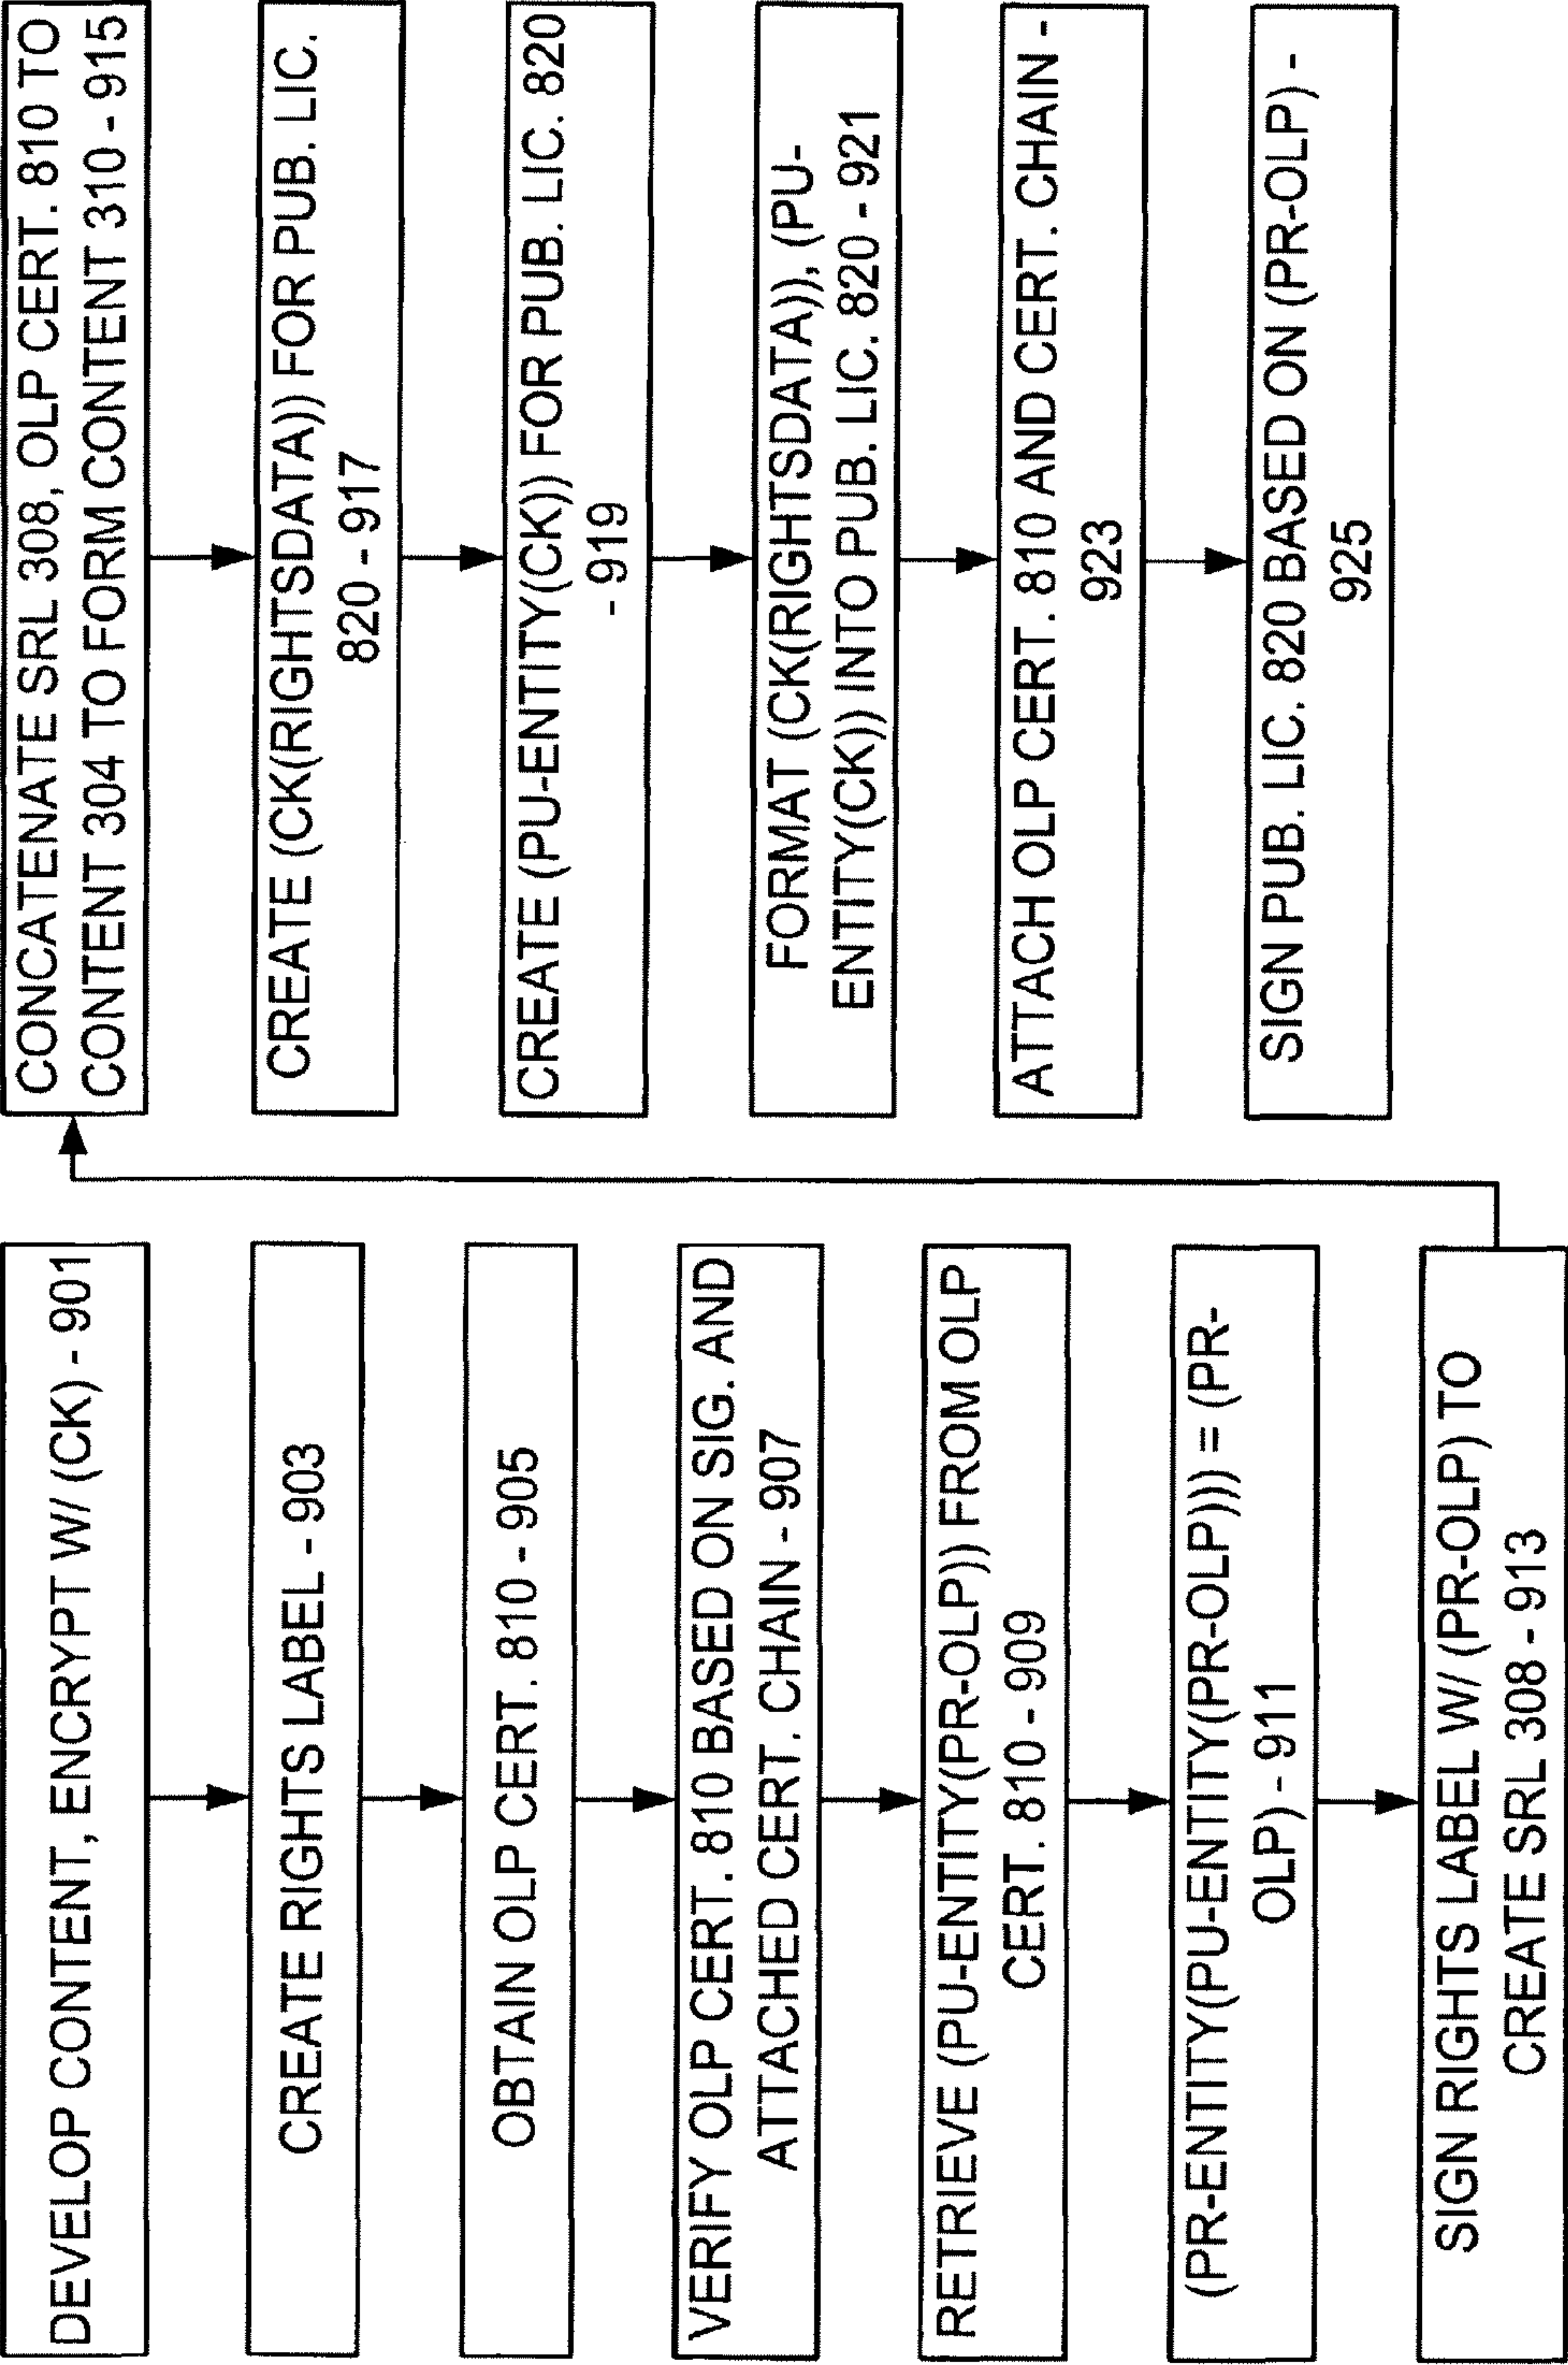 DEVELOP CONTENT, ENCRYPT W/ (CK) - 901
CREATE RIGHTS LABEL - 903
OBTAIN OLP CERT. 810 - 905
VERIFY OLP CERT. 810 BASED ON SIG. AND
ATTACHED CERT. CHAIN - 907
RETRIEVE (PU-ENTITY(PR-OLP)) FROM OLP
CERT. 810 - 909
(PR-ENTITY(PU-ENTITY(PR-OLP))) = (PR-
OLP) - 911
SIGN RIGHTS LABEL W/ (PR-OLP) TO
CREATE SRL 308 - 913
CONCATENATE SRL 308, OLP CERT. 810 TO
CONTENT 304 TO FORM CONTENT 310 - 915
CREATE (CK(RIGHTSDATA)) FOR PUB. LIC.
820 - 917
CREATE (PU-ENTITY(CK)) FOR PUB. LIC. 820
- 919
FORMAT (CK(RIGHTSDATA)), (PU-
ENTITY(CK)) INTO PUB. LIC. 820 - 921
ATTACH OLP CERT. 810 AND CERT. CHAIN -
923
SIGN PUB. LIC. 820 BASED ON (PR-OLP) -
925